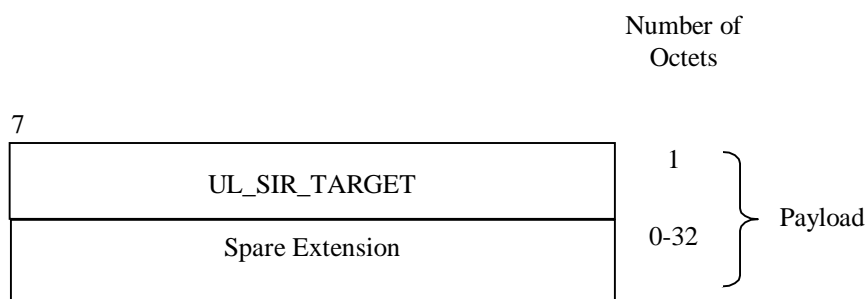 Number of
Octets
7
UL_SIR_TARGET
1
Spare Extension
0-32
Payload